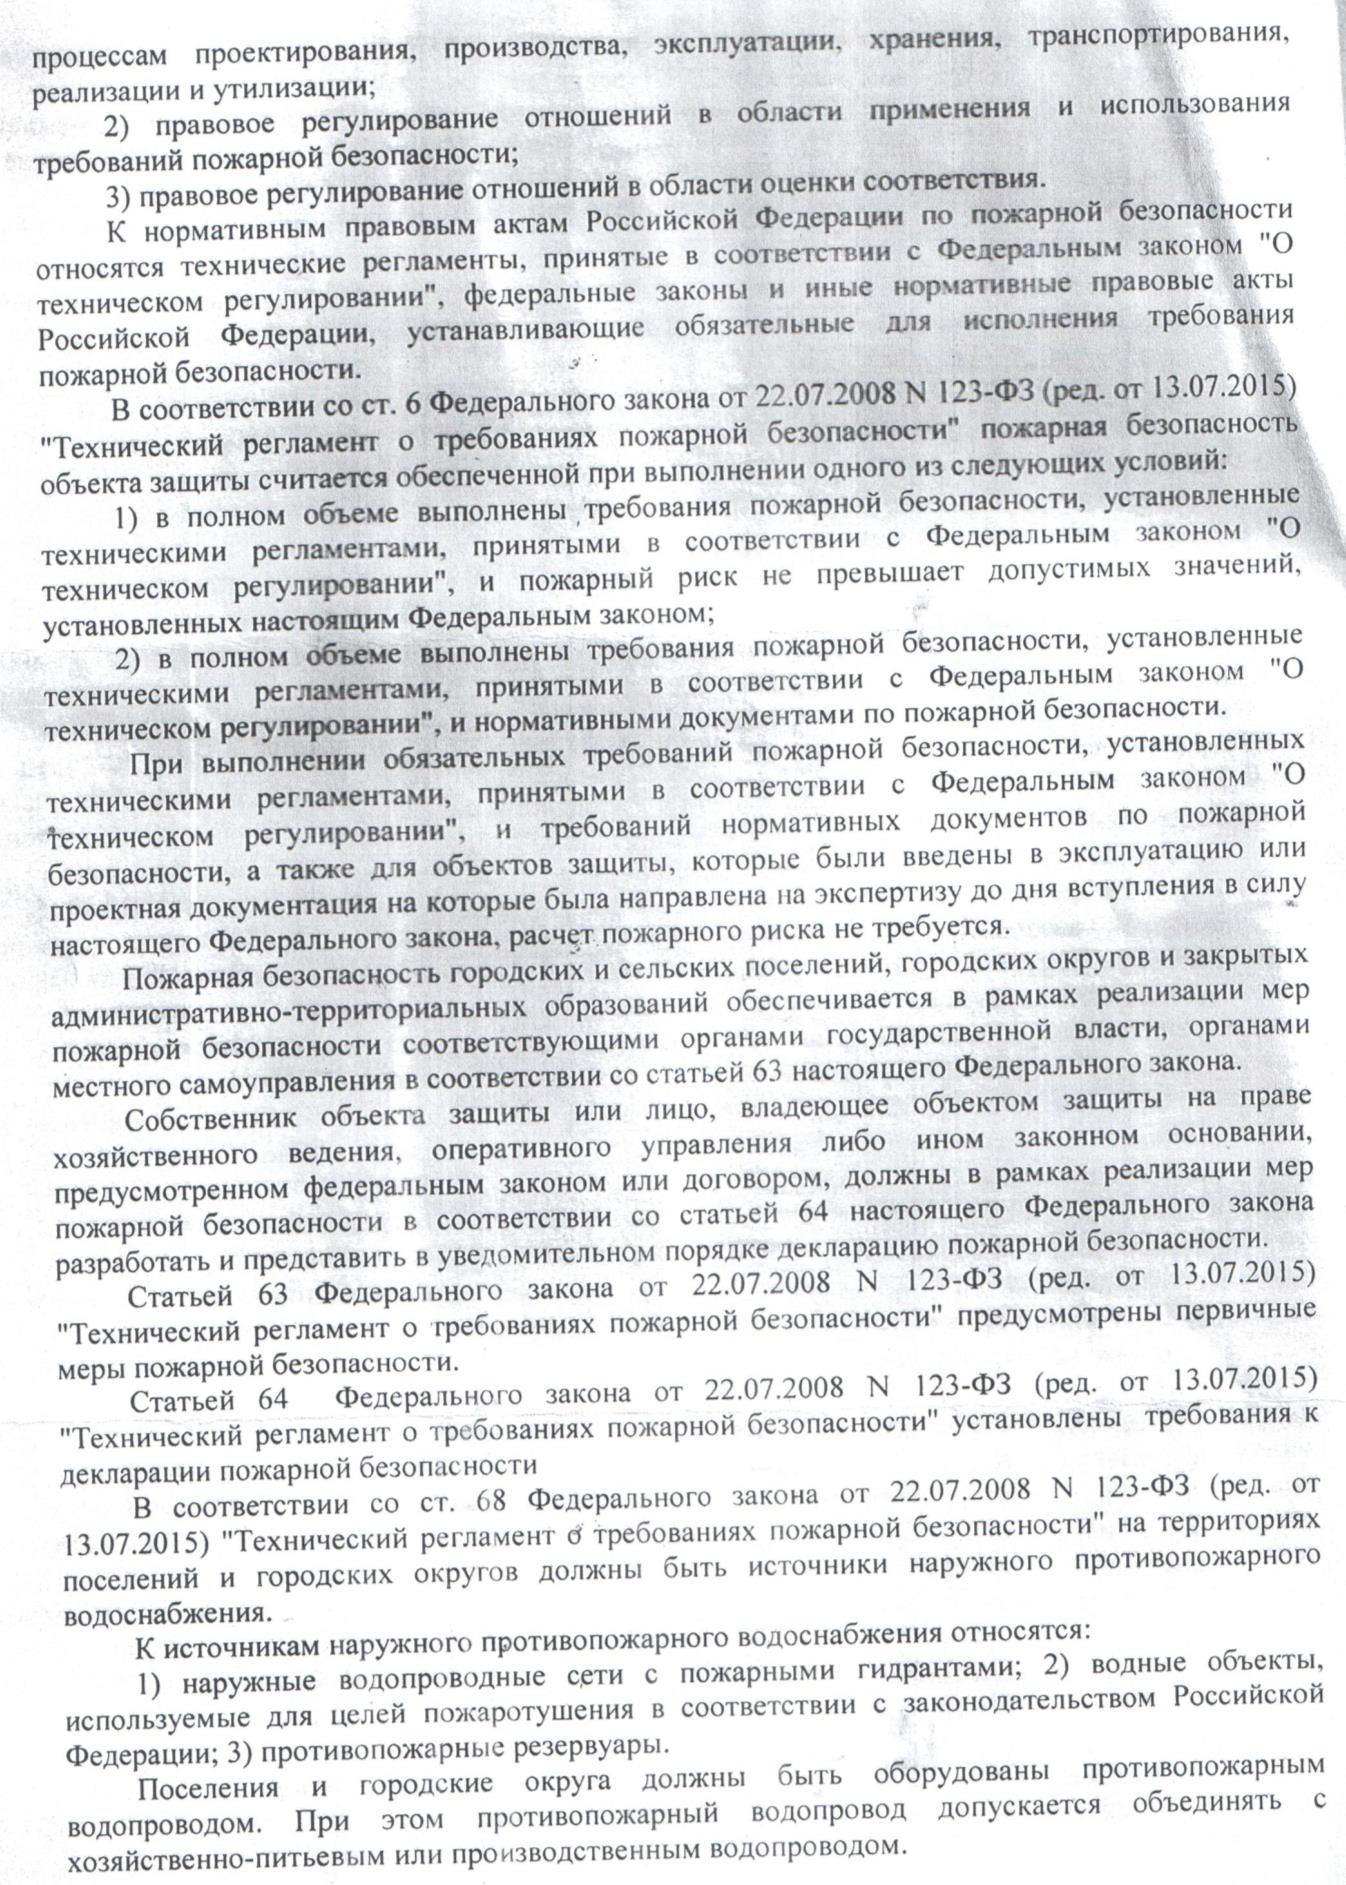 процессам проектирования, производства, эксплуатации, хранения, транспортирования,
реализации и утилизации;
2) правовое регулирование отношений в области применения и использования
требований пожарной безопасности;
3) правовое регулирование отношений в области оценки соответствия.
К нормативным правовым актам Российской Федерации по пожарной безопасности
относятся технические регламенты, принятые в соответствии с Федеральным законом "О
техническом регулировании", федеральные законы и иные нормативные правовые акты
Российской Федерации, устанавливающие обязательные для исполнения требования
пожарной безопасности.
В соответствии со ст. 6 Федерального закона от 22.07.2008 N 123-ФЗ (ред. от 13.07.2015)
"Технический регламент о требованиях пожарной безопасности" пожарная безопасность
объекта защиты считается обеспеченной при выполнении одного из следующих условий:
1) в полном объеме выполнены требования пожарной безопасности, установленные
техническими регламентами, принятыми в соответствии с Федеральным законом "О
техническом регулировании", и пожарный риск не превышает допустимых значений,
установленных настоящим Федеральным законом;
2) в полном объеме выполнены требования пожарной безопасности, установленные
техническими регламентами, принятыми в соответствии с Федеральным законом "О
техническом регулировании", и нормативными документами по пожарной безопасности.
При выполнении обязательных требований пожарной безопасности, установленных
техническими регламентами, принятыми в соответствии с Федеральным законом "О
техническом регулировании", и требований нормативных документов по пожарной
безопасности, а также для объектов защиты, которые были введены в эксплуатацию или
проектная документация на которые была направлена на экспертизу до дня вступления в силу
настоящего Федерального закона, расчет пожарного риска не требуется.
Пожарная безопасность городских и сельских поселений, городских округов и закрытых
административно-территориальных образований обеспечивается в рамках реализации мер
пожарной безопасности соответствующими органами государственной власти, органами
местного самоуправления в соответствии со статьей 63 настоящего Федерального закона.
Собственник объекта защиты или лицо, владеющее объектом защиты на праве
хозяйственного ведения, оперативного управления либо ином законном основании,
предусмотренном федеральным законом или договором, должны в рамках реализации мер
пожарной безопасности в соответствии со статьей 64 настоящего Федерального закона
разработать и представить в уведомительном порядке декларацию пожарной безопасности.
Статьей 63 Федерального закона от 22.07.2008 N 123-ФЗ (ред. от 13.07.2015)
"Технический регламент о требованиях пожарной безопасности" предусмотрены первичные
меры пожарной безопасности.
Статьей 64 Федерального закона от 22.07.2008 N 123-ФЗ (ред. от 13.07.2015)
"Технический регламент о требованиях пожарной безопасности" установлены требования к
декларации пожарной безопасности
В соответствии со ст. 68 Федерального закона от 22.07.2008 N 123-ФЗ (ред. от
13.07.2015) "Технический регламент о требованиях пожарной безопасности" на территориях
поселений и городских округов должны быть источники наружного противопожарного
водоснабжения.
К источникам наружного противопожарного водоснабжения относятся:
1) наружные водопроводные сети с пожарными гидрантами; 2) водные объекты,
используемые для целей пожаротушения в соответствии с законодательством Российской
Федерации; 3) противопожарные резервуары.
Поселения и городские округа должны быть оборудованы противопожарным
водопроводом. При этом противопожарный водопровод допускается объединять с
хозяйственно-питьевым или производственным водопроводом.